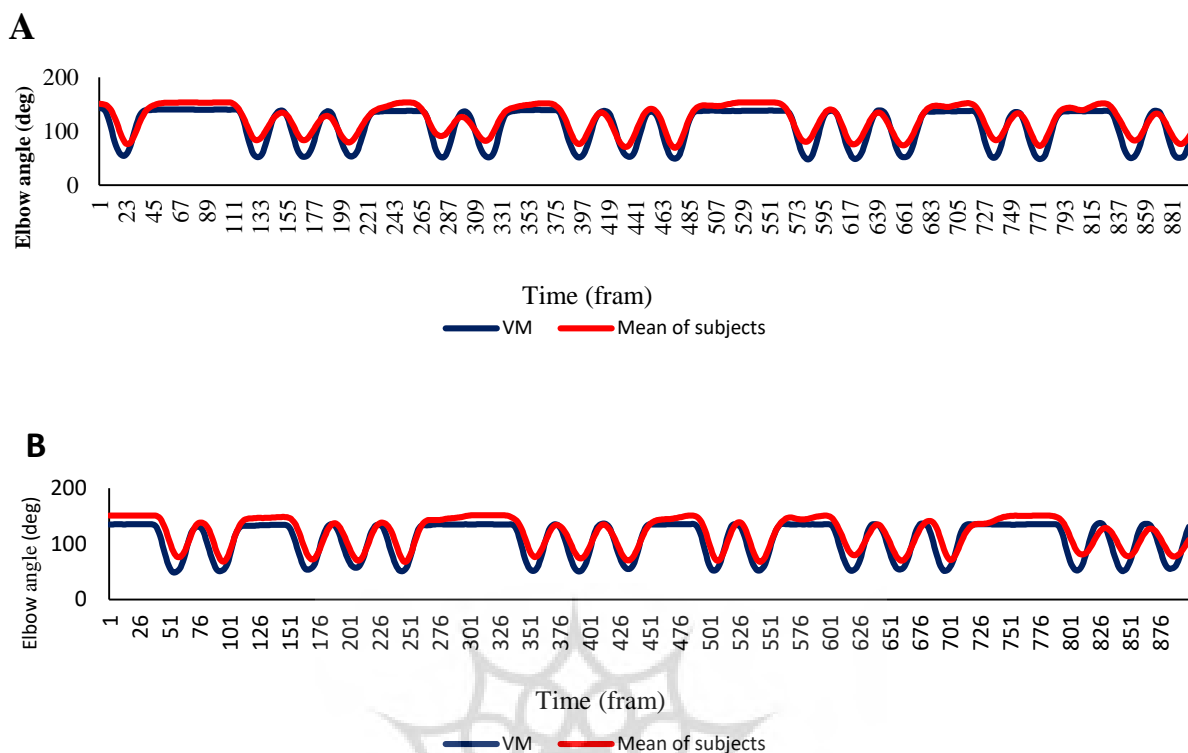 A
Elbow angle (deg)
200
100
0
1 23 45 67 89 111 133 155 177 199 221 243 265 287 309 331 353 375 397 419 441 463 485 507 529 551 573 595 617 639 661 683 705 727 749 771 793 815 837 859 881
Time (fram)
VM Mean of subjects
B
Elbow angle (deg)
200
100
0
1 26 51 76 101 126 151 176 201 226 251 276 301 326 351 376 401 426 451 476 501 526 551 576 601 626 651 676 701 726 751 776 801 826 851 876
Time (fram)
VM Mean of subjects